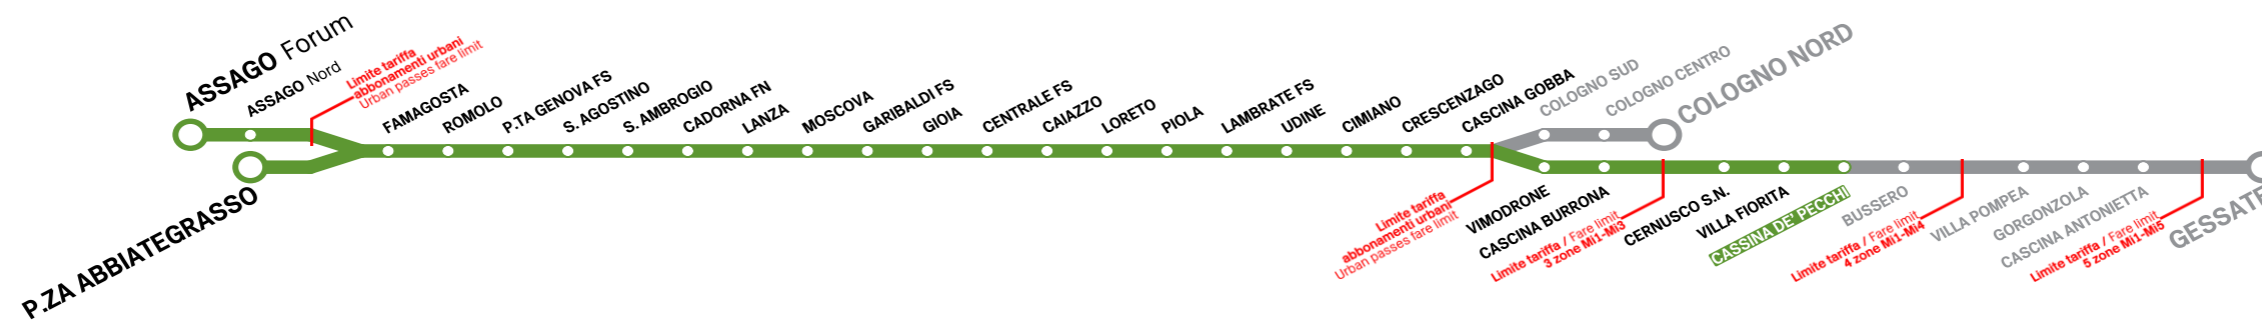 ASSAGO Forum
ASSAGO Nord
Limite tariffa
abbonamenti urbani
Urban passes fare limit
P.ZA ABBIATEGRASSO
FAMAGOSTA
ROMOLO
P.TA GENOVA FS
S. AGOSTINO
S. AMBROGIO
CADORNA FN
LANZA
MOSCOVA
GARIBALDI FS
GIOIA
CENTRALE FS
CAIAZZO
LORETO
PIOLA
LAMBRATE FS
UDINE
CIMIANO
CRESCENZAGO
CASCINA GOBBA
COLOGNO SUD
COLOGNO CENTRO
COLOGNO NORD
Limite tariffa
abbonamenti urbani
Urban passes fare limit
VIMODRONE
CASCINA BURRONA
Limite tariffa / Fare limit
3 zone Mi1-Mi3
CERNUSCO S.N.
VILLA FIORITA
CASSINA DE' PECCHI
BUSSERO
Limite tariffa / Fare limit
4 zone Mi1-Mi4
VILLA POMPEA
GORGONZOLA
CASCINA ANTONIETTA
Limite tariffa / Fare limit
5 zone Mi1-Mi5
GESSATE